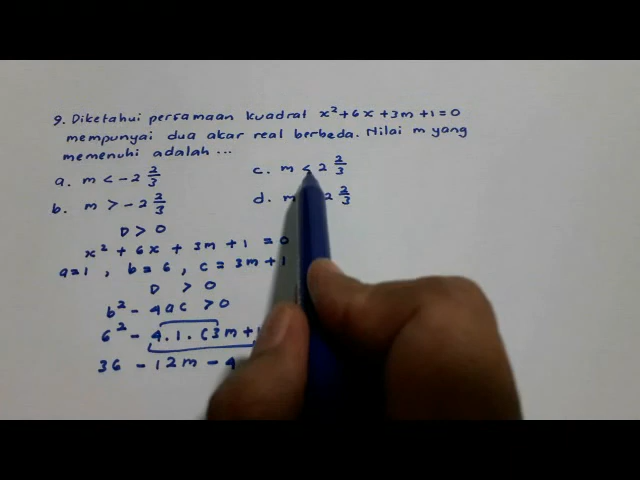 9. Diketahui persamaan kuadrat x²+6x+3m+1=0
mempunyai dua akar real berbeda. Nilai m yang
memenuhi adalah ...
a. m < -2 2/3
c. m < 2 2/3
b. m > -2 2/3
d. m 2 2/3
D > 0
x² + 6x + 3m + 1 = 0
a=1 , b = 6 , c = 3m + 1
D > 0
b² - 4ac > 0
6² - 4.1.(3m+1
36 - 12m - 4